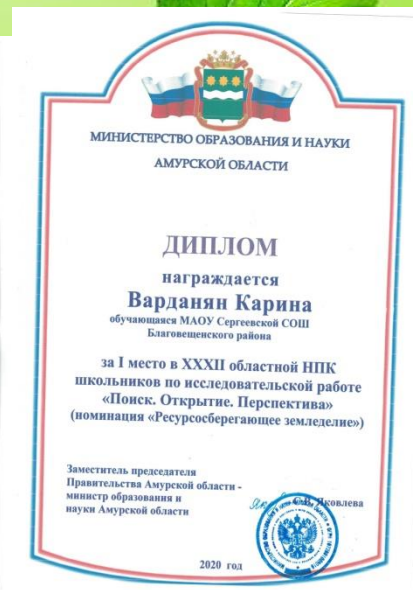 МИНИСТЕРСТВО ОБРАЗОВАНИЯ И НАУКИ
АМУРСКОЙ ОБЛАСТИ
ДИПЛОМ
награждается
Варданян Карина
обучающаяся МАОУ Сергеевской СОШ
Благовещенского района
за I место в XXXII областной НПК
школьников по исследовательской работе
«Поиск. Открытие. Перспектива»
(номинация «Ресурсосберегающее земледелие»)
Заместитель председателя
Правительства Амурской области -
министр образования и
науки Амурской области
С.В. Яковлева
2020 год